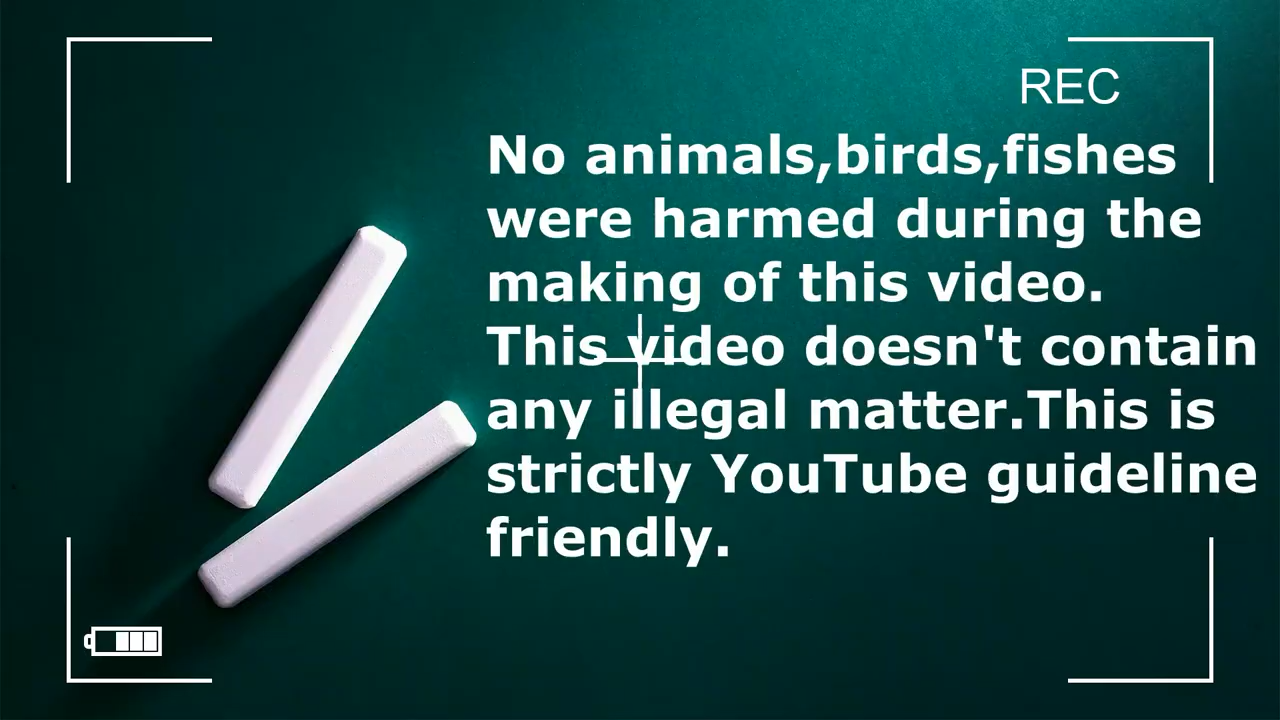 REC
No animals,birds,fishes
were harmed during the
making of this video.
This video doesn't contain
any illegal matter.This is
strictly YouTube guideline
friendly.